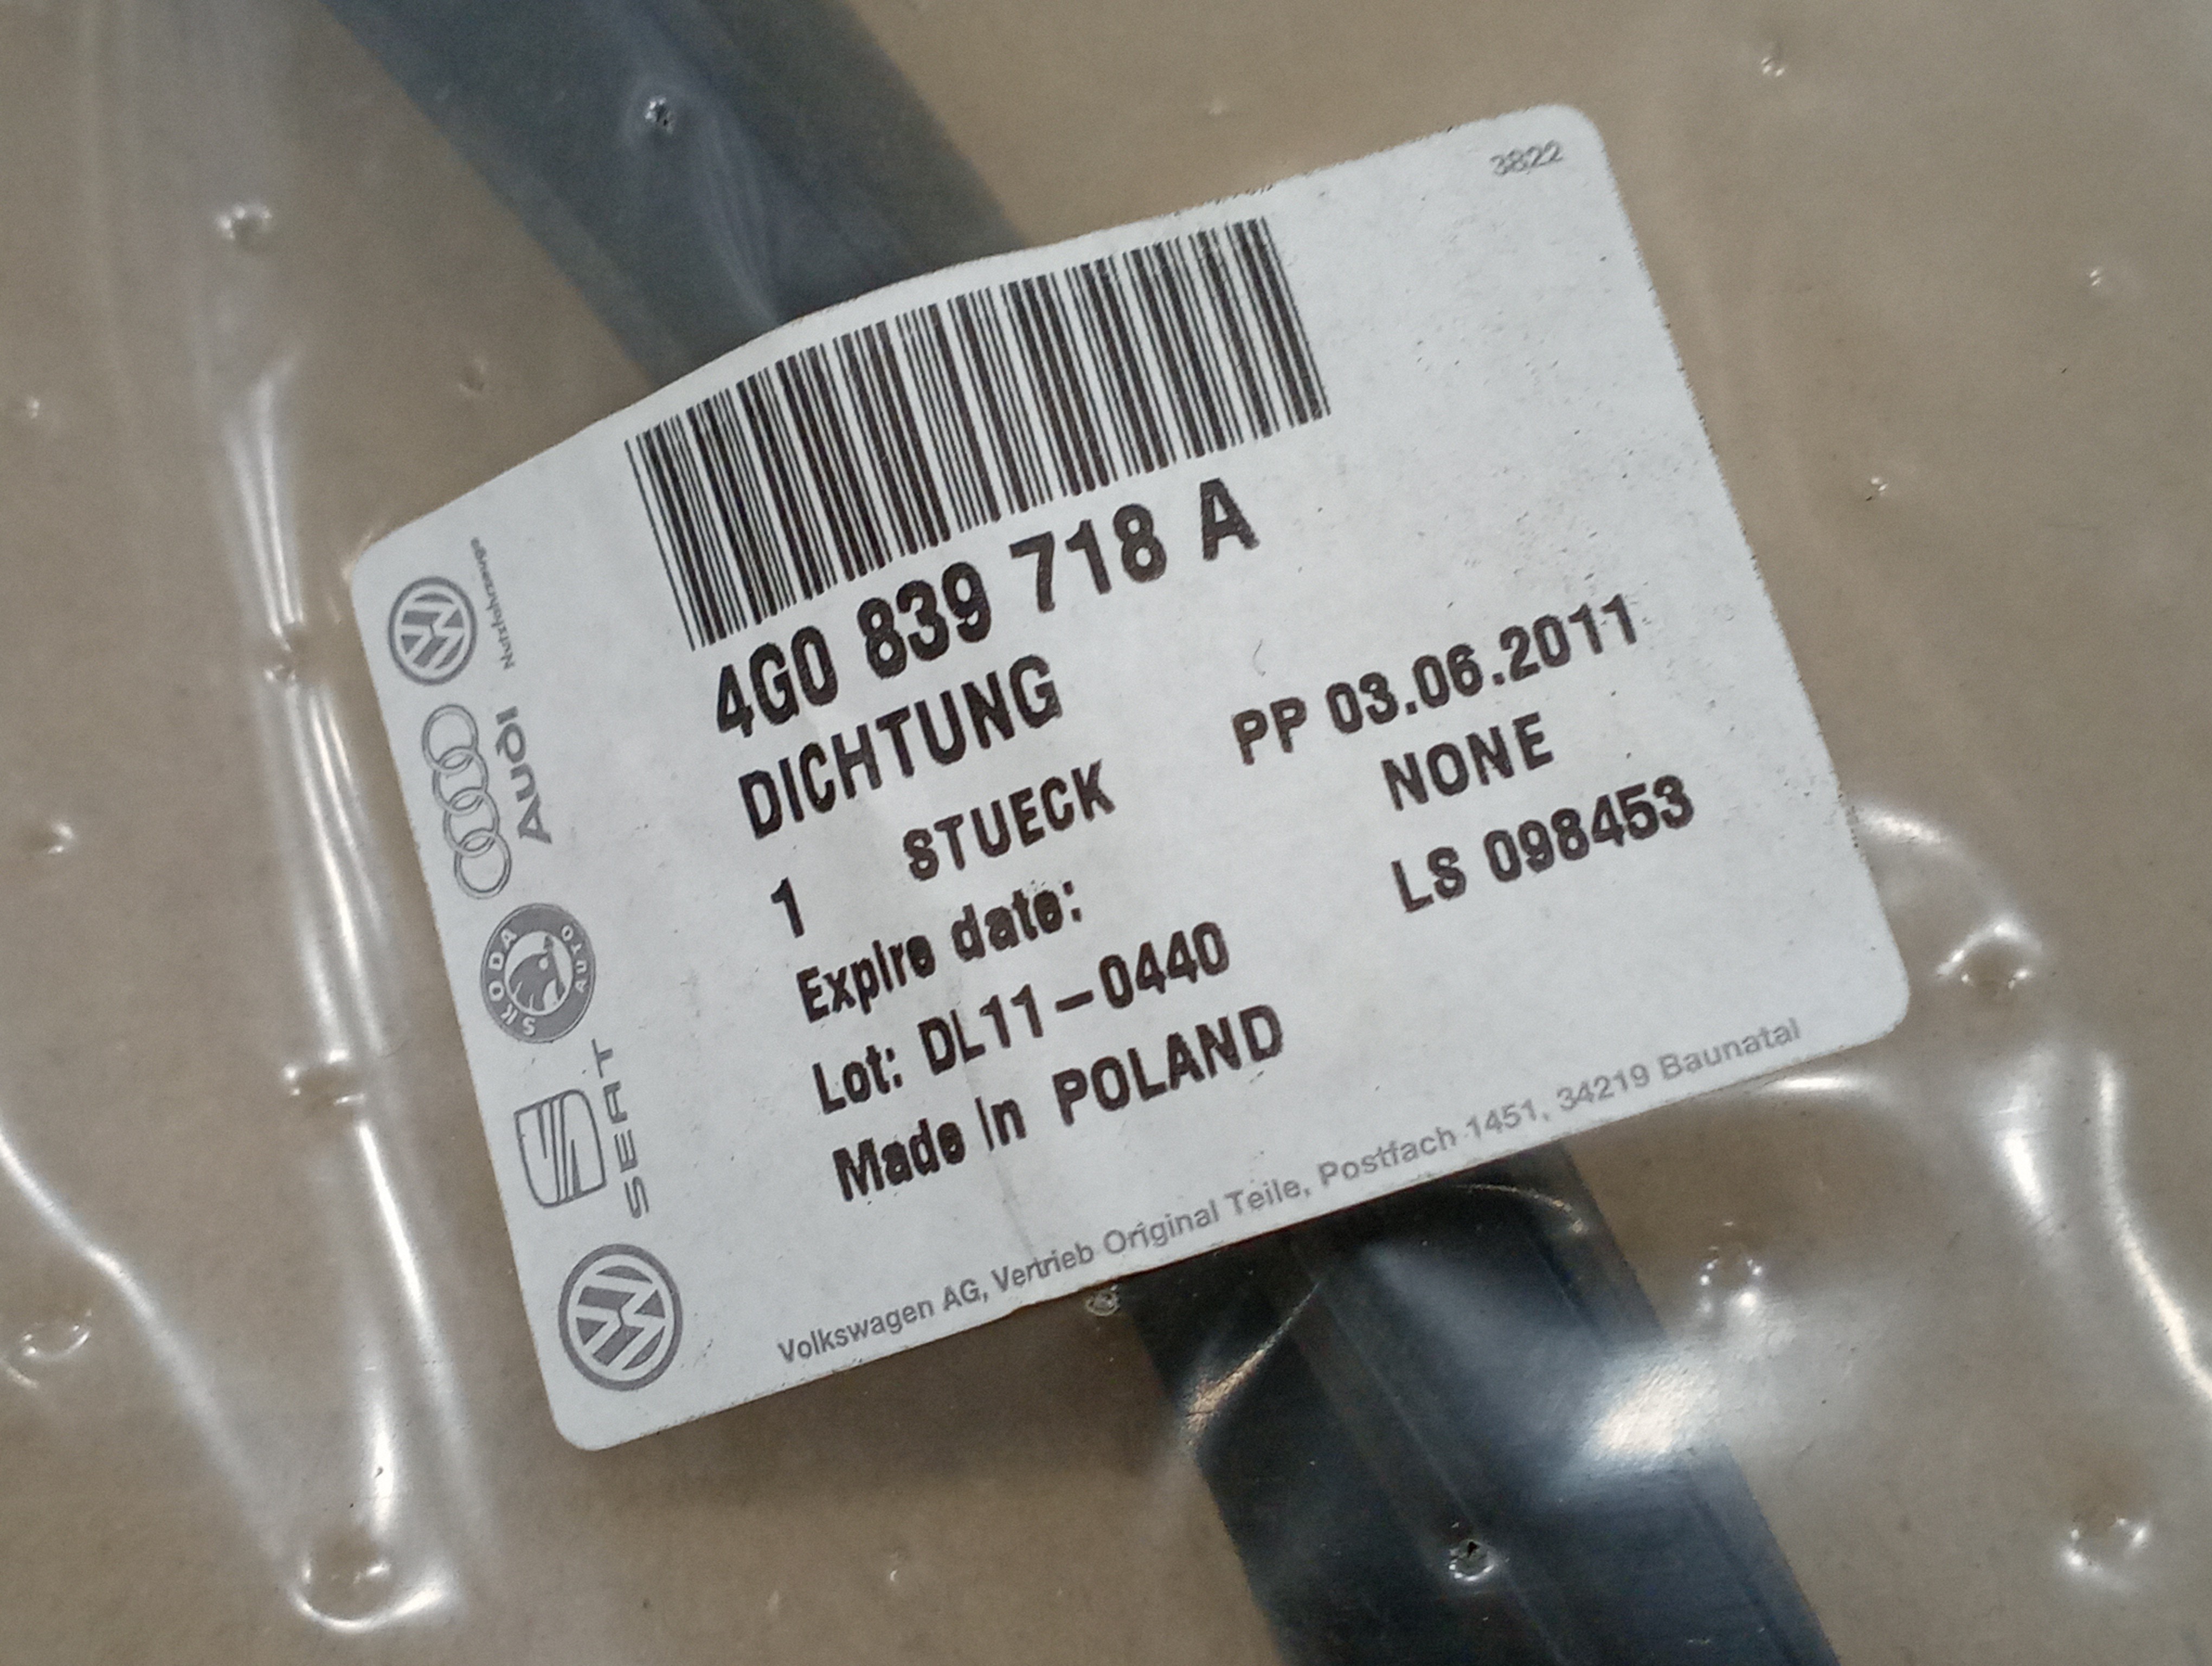 3822
4G0 839 718 A
DICHTUNG
1 STUECK PP 03.06.2011
Expire date: NONE
Lot: DL11-0440 LS 098453
Made in POLAND
Volkswagen AG, Vertrieb Original Teile, Postfach 1451, 34219 Baunatal
Nutzfahrzeuge
Audi
SKODA AUTO
SEAT